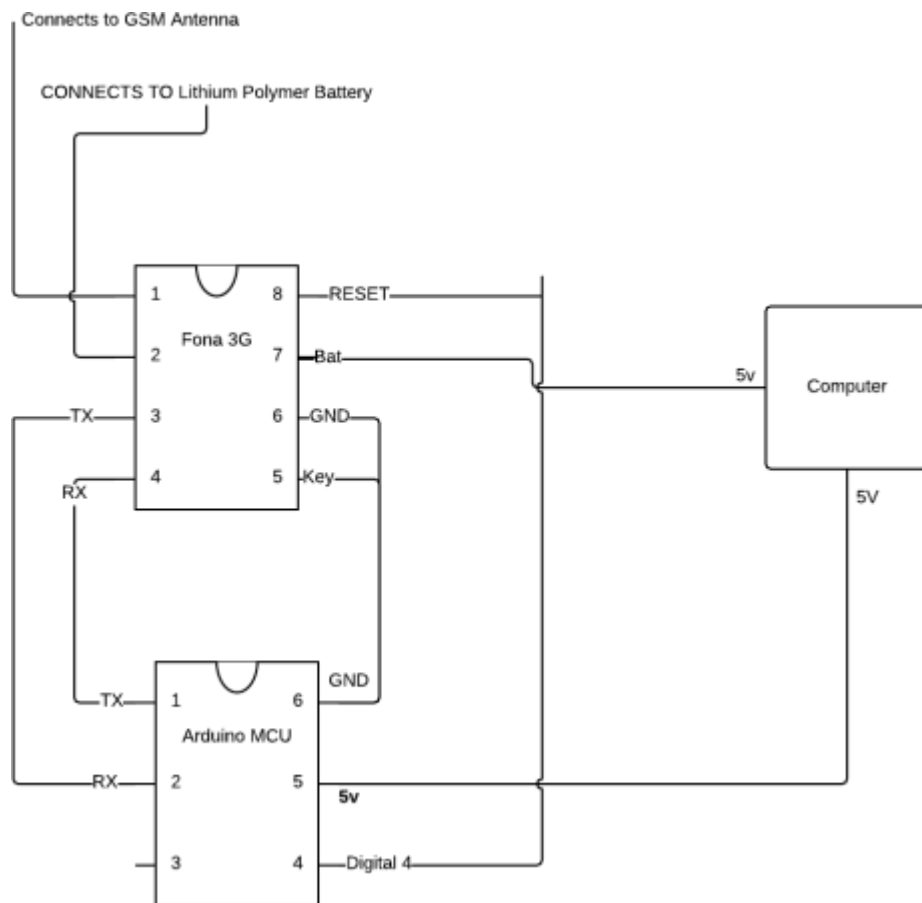 Connects to GSM Antenna
CONNECTS TO Lithium Polymer Battery
1
8
RESET
Fona 3G
2
7
Bat
5v
Computer
TX
3
6
GND
RX
4
5
Key
5V
GND
TX
1
6
Arduino MCU
RX
2
5
5v
3
4
Digital 4